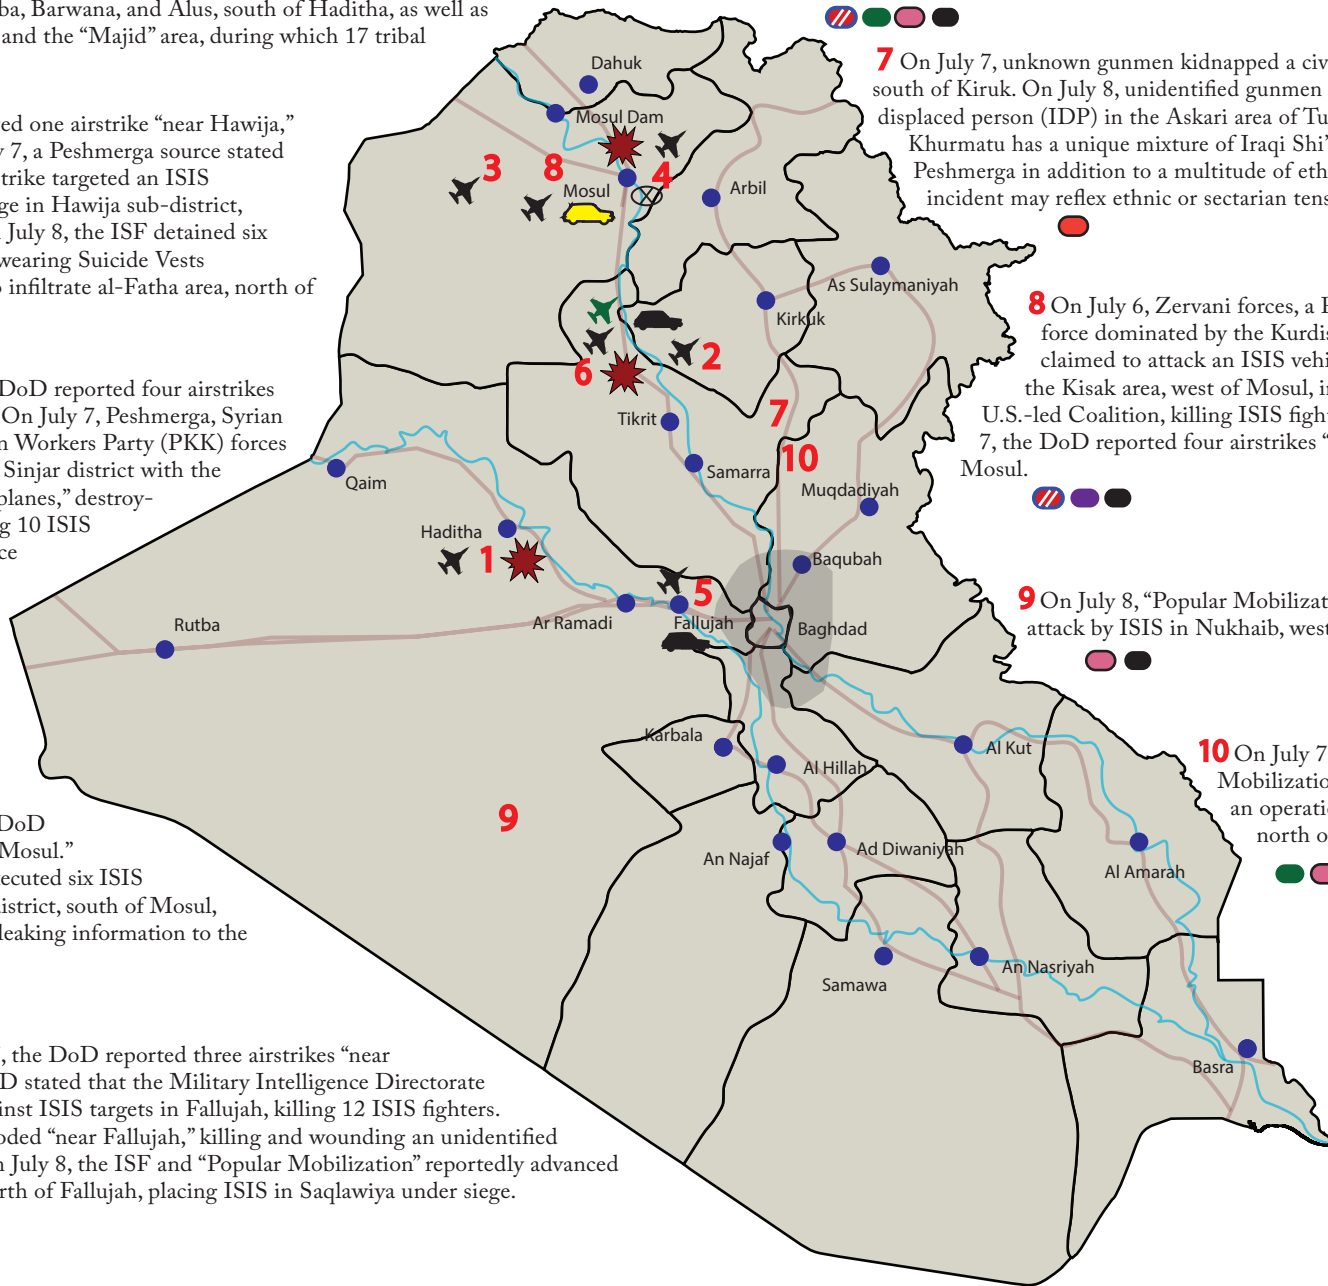 ba, Barwana, and Alus, south of Haditha, as well as
and the “Majid” area, during which 17 tribal
ed one airstrike “near Hawija,”
y 7, a Peshmerga source stated
trike targeted an ISIS
ge in Hawija sub-district,
n July 8, the ISF detained six
wearing Suicide Vests
o infiltrate al-Fatha area, north of
DoD reported four airstrikes
On July 7, Peshmerga, Syrian
n Workers Party (PKK) forces
Sinjar district with the
planes,” destroy-
g 10 ISIS
ce
DoD
Mosul.”
ecuted six ISIS
istrict, south of Mosul,
leaking information to the
, the DoD reported three airstrikes “near
D stated that the Military Intelligence Directorate
inst ISIS targets in Fallujah, killing 12 ISIS fighters.
oded “near Fallujah,” killing and wounding an unidentified
n July 8, the ISF and “Popular Mobilization” reportedly advanced
rth of Fallujah, placing ISIS in Saqlawiya under siege.
Dahuk
Mosul Dam
3
8
4
Mosul
Arbil
As Sulaymaniyah
Kirkuk
2
6
7
Tikrit
10
Samarra
Muqdadiyah
Qaim
Haditha
1
Baqubah
5
Ar Ramadi
Fallujah
Baghdad
Rutba
Karbala
Al Kut
Al Hillah
9
An Najaf
Ad Diwaniyah
Al Amarah
An Nasriyah
Samawa
Basra
7 On July 7, unknown gunmen kidnapped a civ
south of Kiruk. On July 8, unidentified gunmen
displaced person (IDP) in the Askari area of Tu
Khurmatu has a unique mixture of Iraqi Shi’
Peshmerga in addition to a multitude of eth
incident may reflex ethnic or sectarian tens
8 On July 6, Zervani forces, a P
force dominated by the Kurdis
claimed to attack an ISIS vehi
the Kisak area, west of Mosul, i
U.S.-led Coalition, killing ISIS figh
7, the DoD reported four airstrikes “
Mosul.
9 On July 8, “Popular Mobilizat
attack by ISIS in Nukhaib, west
10 On July 7
Mobilizatio
an operati
north o